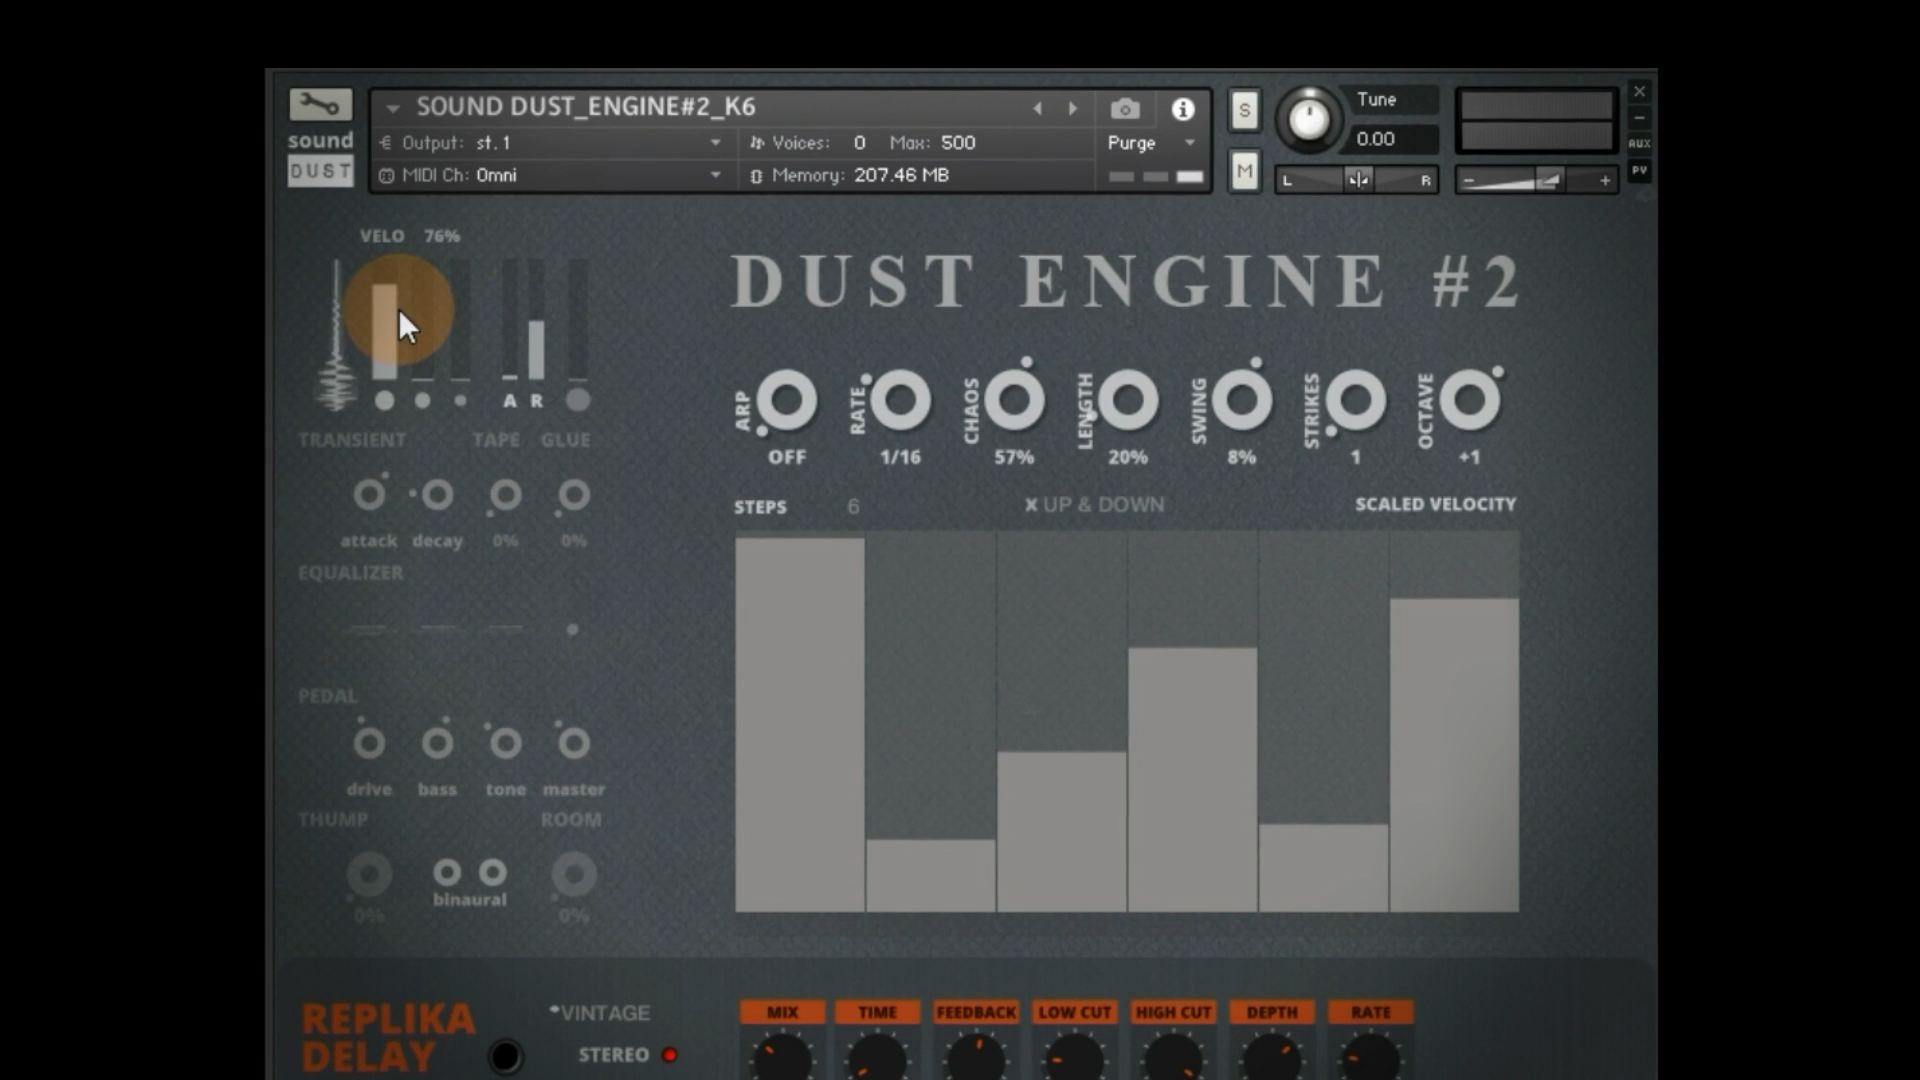 SOUND DUST_ENGINE#2_K6
sound
DUST
Output: st.1
Voices: 0 Max: 500
Purge
MIDI Ch: Omni
Memory: 207.46 MB
S
M
Tune
0.00
L R
- +
×
-
AUX
PV
VELO 76%
A R
TRANSIENT TAPE GLUE
attack decay 0% 0%
EQUALIZER
PEDAL
drive bass tone master
THUMP ROOM
binaural
0% 0%
DUST ENGINE #2
ARP RATE CHAOS LENGTH SWING STRIKES OCTAVE
OFF 1/16 57% 20% 8% 1 +1
STEPS 6 X UP & DOWN SCALED VELOCITY
REPLIKA
DELAY
VINTAGE
STEREO
MIX TIME FEEDBACK LOW CUT HIGH CUT DEPTH RATE